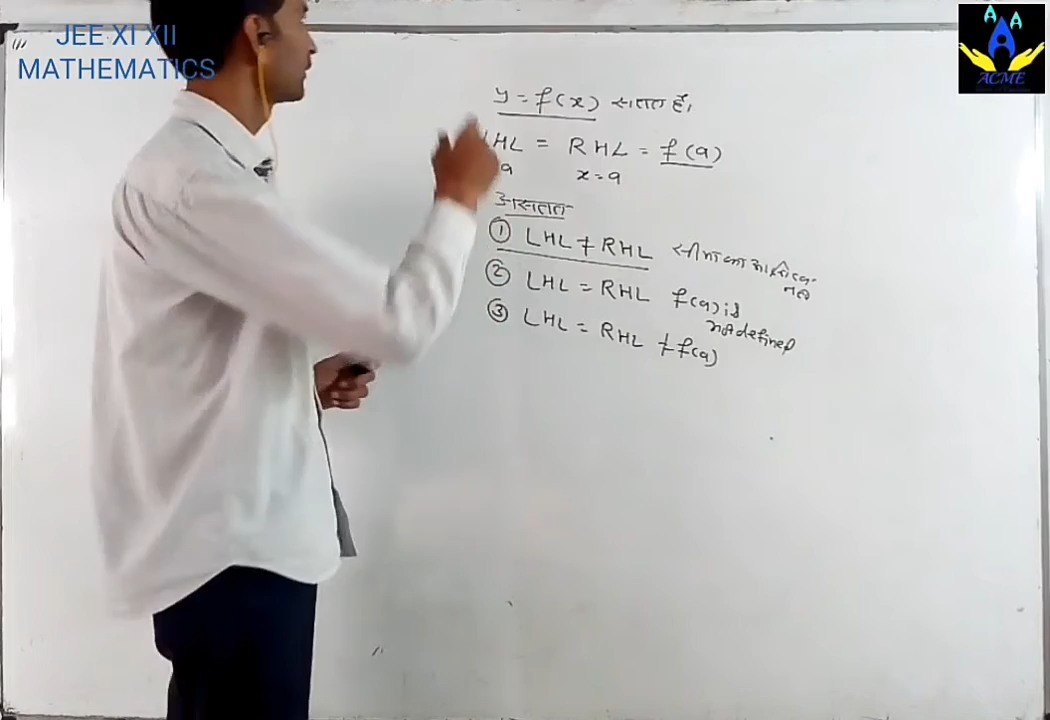 JEE XI XII
MATHEMATICS
A A A
ACME
y = f(x) सतत है,
LHL = RHL = f(a)
a x=a
असतत
① LHL ≠ RHL सीमा का अस्तित्व नही
② LHL = RHL f(a) is not defined
③ LHL = RHL ≠ f(a)